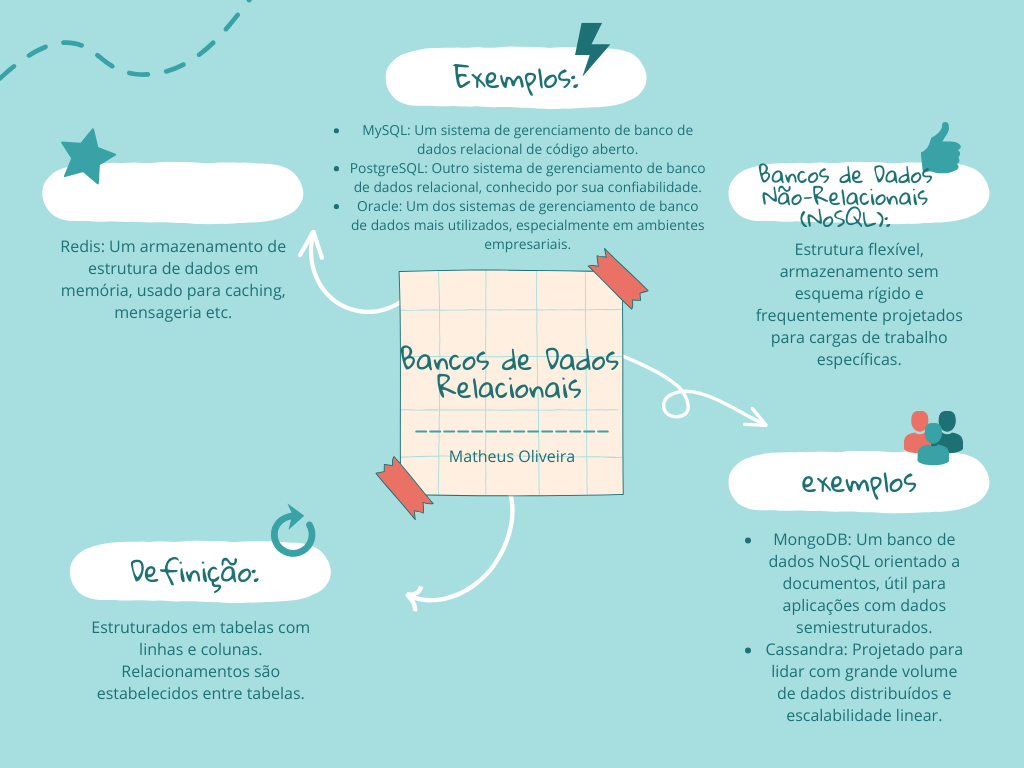 Exemplos:
MySQL: Um sistema de gerenciamento de banco de
dados relacional de código aberto.
PostgreSQL: Outro sistema de gerenciamento de banco
de dados relacional, conhecido por sua confiabilidade.
Oracle: Um dos sistemas de gerenciamento de banco
de dados mais utilizados, especialmente em ambientes
empresariais.
Redis: Um armazenamento de
estrutura de dados em
memória, usado para caching,
mensageria etc.
Bancos de Dados
Não-Relacionais
(NoSQL):
Estrutura flexível,
armazenamento sem
esquema rígido e
frequentemente projetados
para cargas de trabalho
específicas.
Bancos de Dados
Relacionais
Matheus Oliveira
exemplos
MongoDB: Um banco de
dados NoSQL orientado a
documentos, útil para
aplicações com dados
semiestruturados.
Cassandra: Projetado para
lidar com grande volume
de dados distribuídos e
escalabilidade linear.
Definição:
Estruturados em tabelas com
linhas e colunas.
Relacionamentos são
estabelecidos entre tabelas.